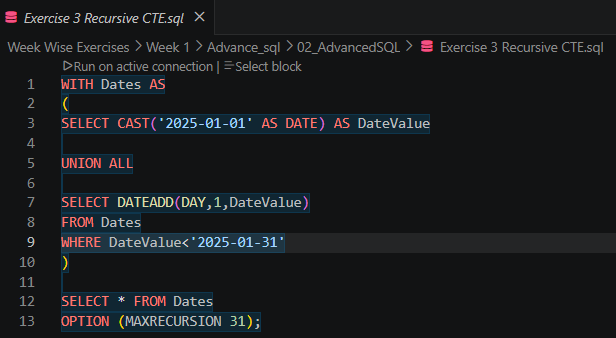 Exercise 3 Recursive CTE.sql
Week Wise Exercises > Week 1 > Advance_sql > 02_AdvancedSQL > Exercise 3 Recursive CTE.sql
Run on active connection | Select block
1 WITH Dates AS
2 (
3 SELECT CAST('2025-01-01' AS DATE) AS DateValue
4
5 UNION ALL
6
7 SELECT DATEADD(DAY,1,DateValue)
8 FROM Dates
9 WHERE DateValue<'2025-01-31'
10 )
11
12 SELECT * FROM Dates
13 OPTION (MAXRECURSION 31);